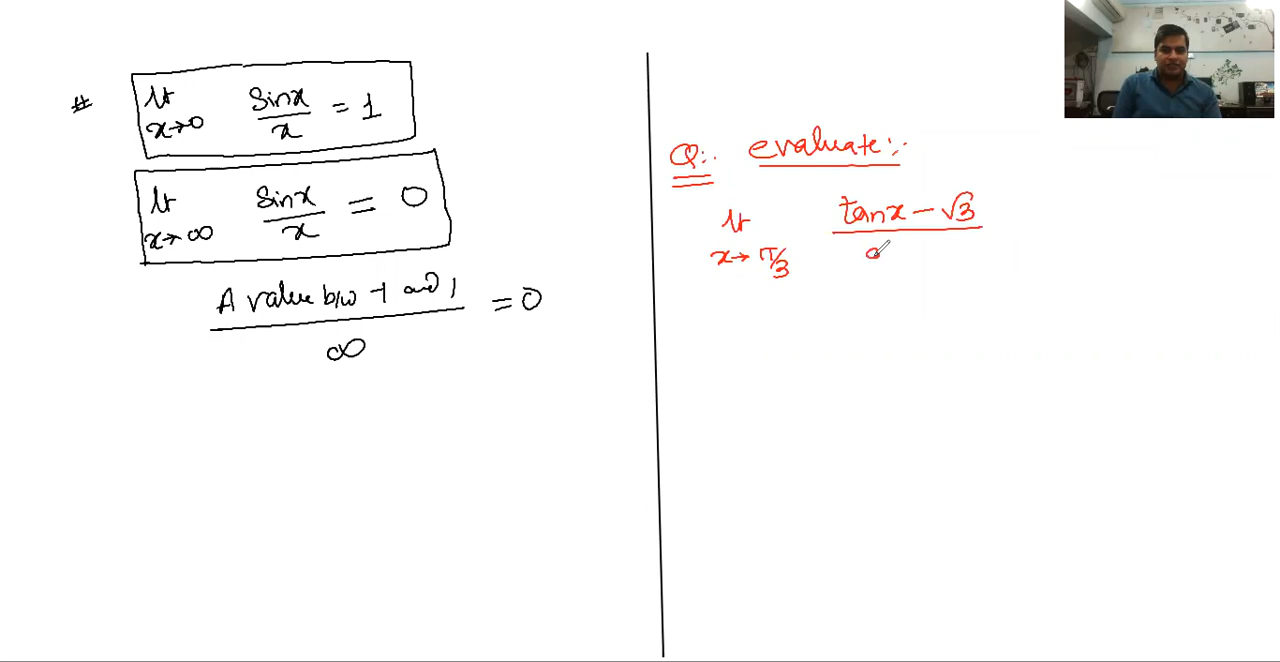 # lt sinx/x = 1
x→0
lt sinx/x = 0
x→∞
A value b/w -1 and 1 / ∞ = 0
Q:. evaluate:.
lt tanx - √3
x→ π/3